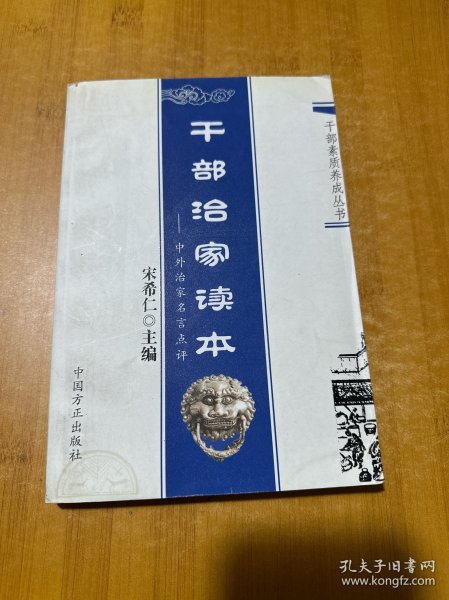 干部素质养成丛书
干部治家读本
——中外治家名言点评
宋希仁◎主编
中国方正出版社
孔夫子旧书网
www.kongfz.com